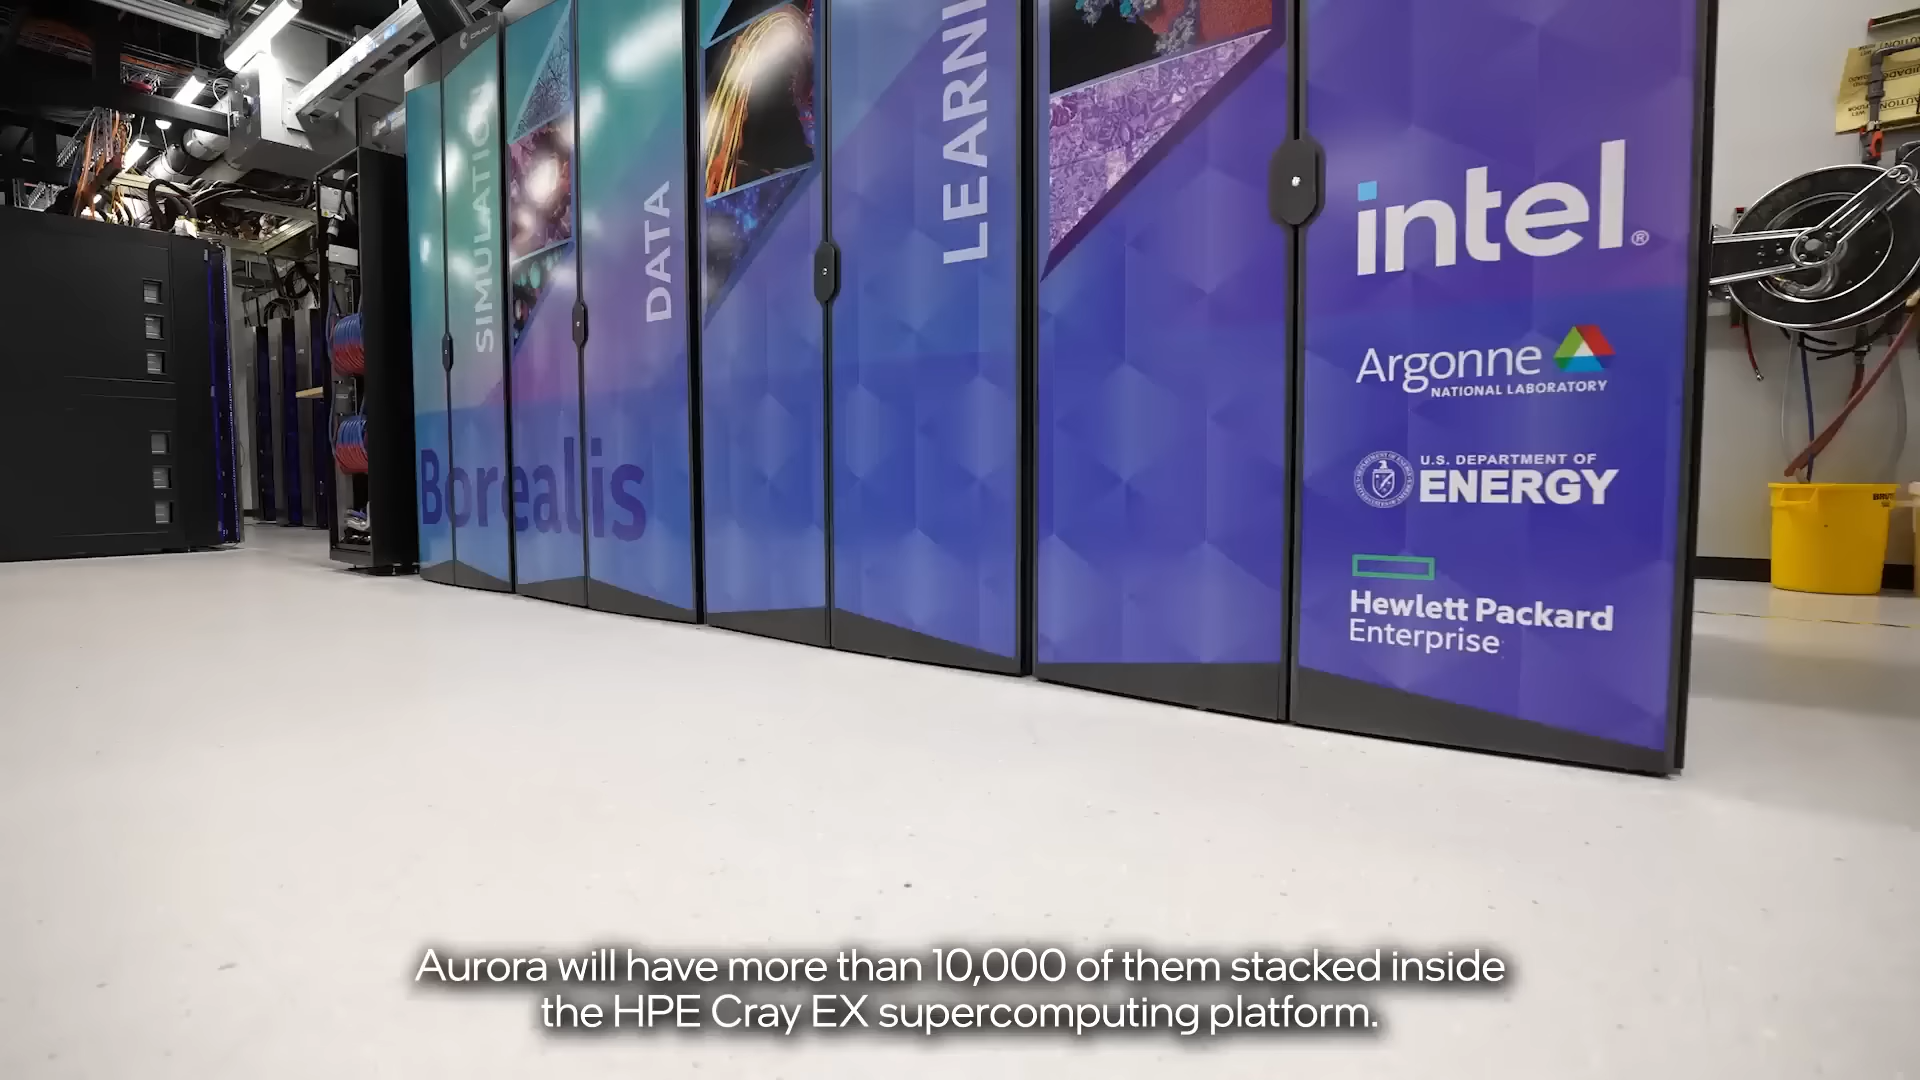 CRAY
SIMULATION
DATA
LEARNI
Borealis
intel®
Argonne
NATIONAL LABORATORY
U.S. DEPARTMENT OF
ENERGY
Hewlett Packard
Enterprise
Aurora will have more than 10,000 of them stacked inside
the HPE Cray EX supercomputing platform.